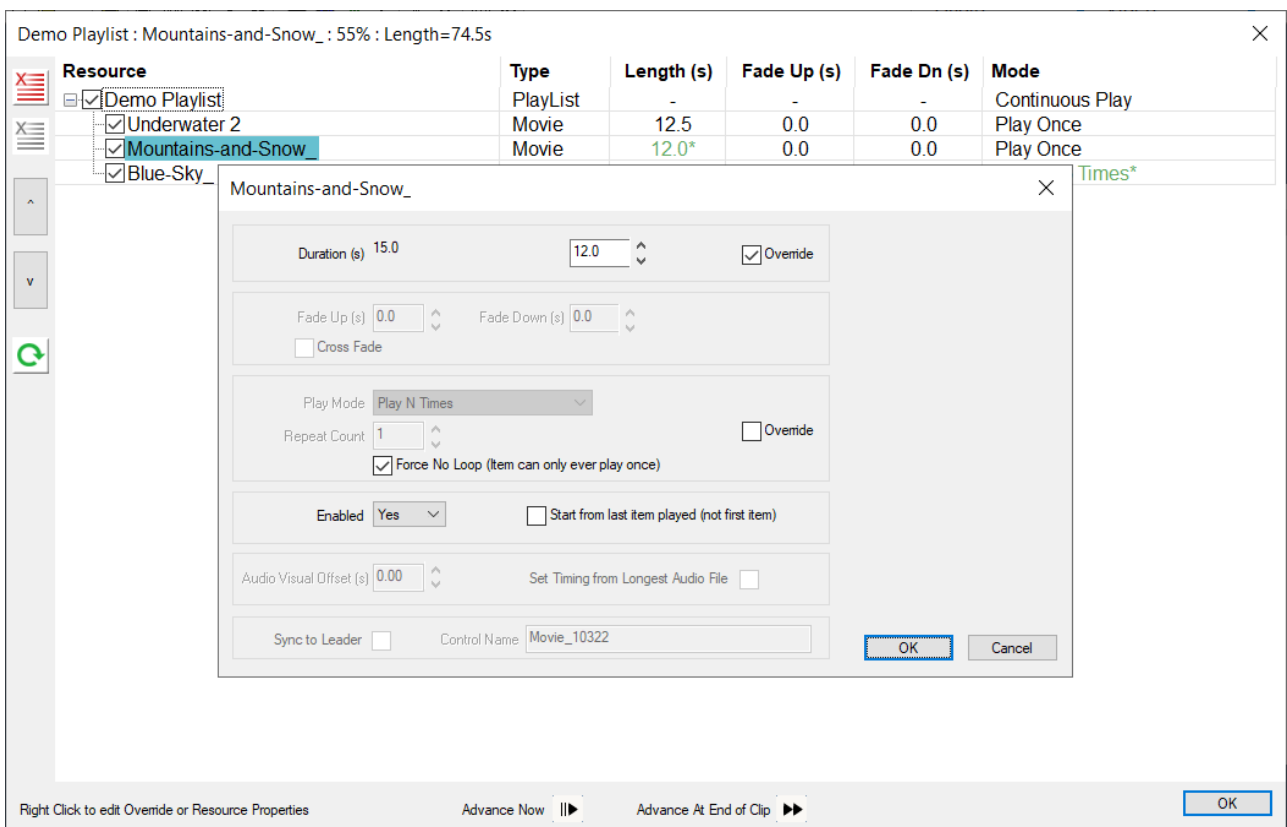 Demo Playlist : Mountains-and-Snow_ : 55% : Length=74.5s
Resource Type Length (s) Fade Up (s) Fade Dn (s) Mode
Demo Playlist PlayList - - - Continuous Play
Underwater 2 Movie 12.5 0.0 0.0 Play Once
Mountains-and-Snow_ Movie 12.0* 0.0 0.0 Play Once
Blue-Sky_ Times*
Mountains-and-Snow_
Duration (s) 15.0 12.0 Override
Fade Up (s) 0.0 Fade Down (s) 0.0
Cross Fade
Play Mode Play N Times
Repeat Count 1 Override
Force No Loop (Item can only ever play once)
Enabled Yes Start from last item played (not first item)
Audio Visual Offset (s) 0.00 Set Timing from Longest Audio File
Sync to Leader Control Name Movie_10322
OK Cancel
Right Click to edit Override or Resource Properties Advance Now Advance At End of Clip OK